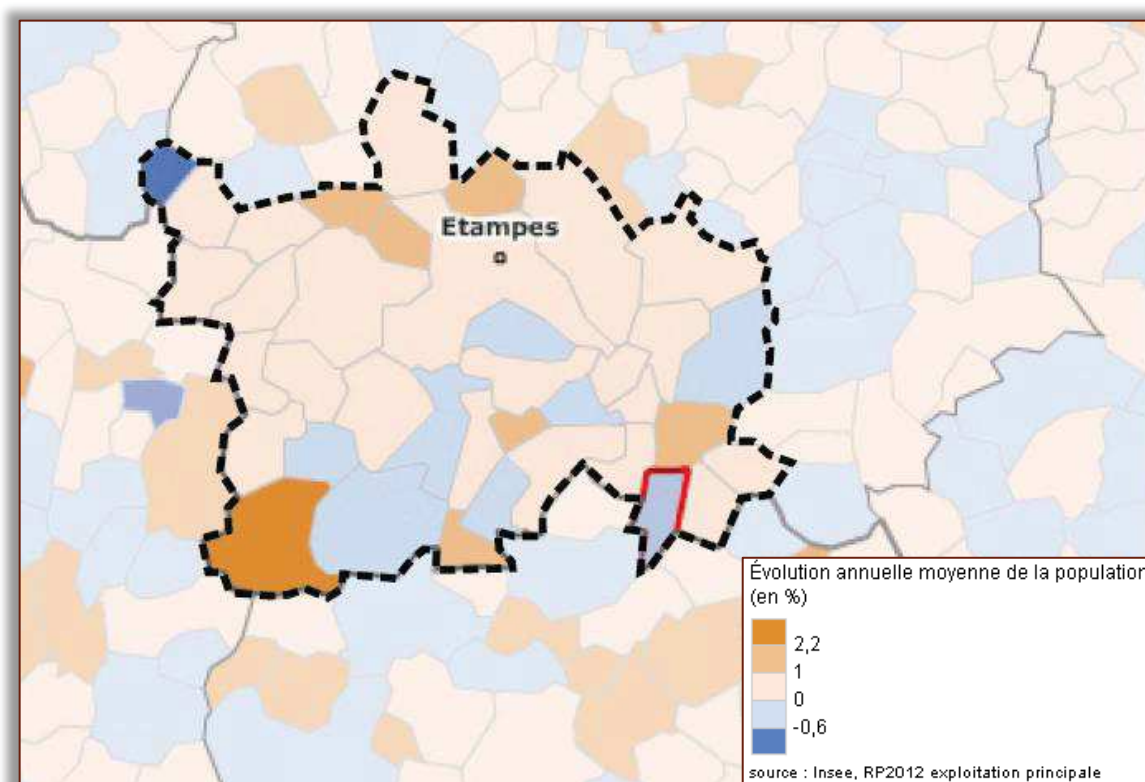 Etampes
Évolution annuelle moyenne de la population
(en %)
2,2
1
0
-0,6
source : Insee, RP2012 exploitation principale